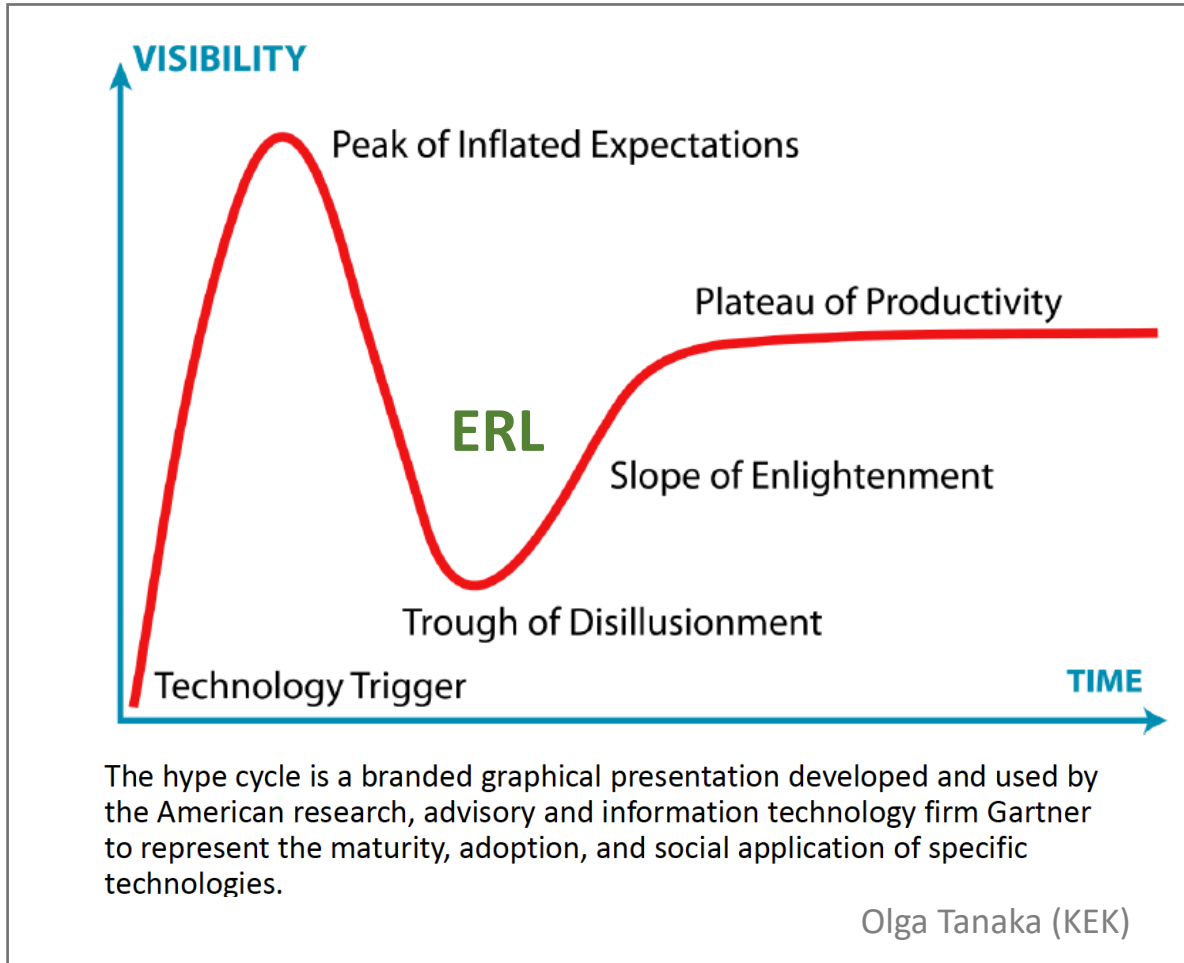 VISIBILITY
Peak of Inflated Expectations
Plateau of Productivity
ERL
Slope of Enlightenment
Trough of Disillusionment
Technology Trigger
TIME
The hype cycle is a branded graphical presentation developed and used by
the American research, advisory and information technology firm Gartner
to represent the maturity, adoption, and social application of specific
technologies.
Olga Tanaka (KEK)